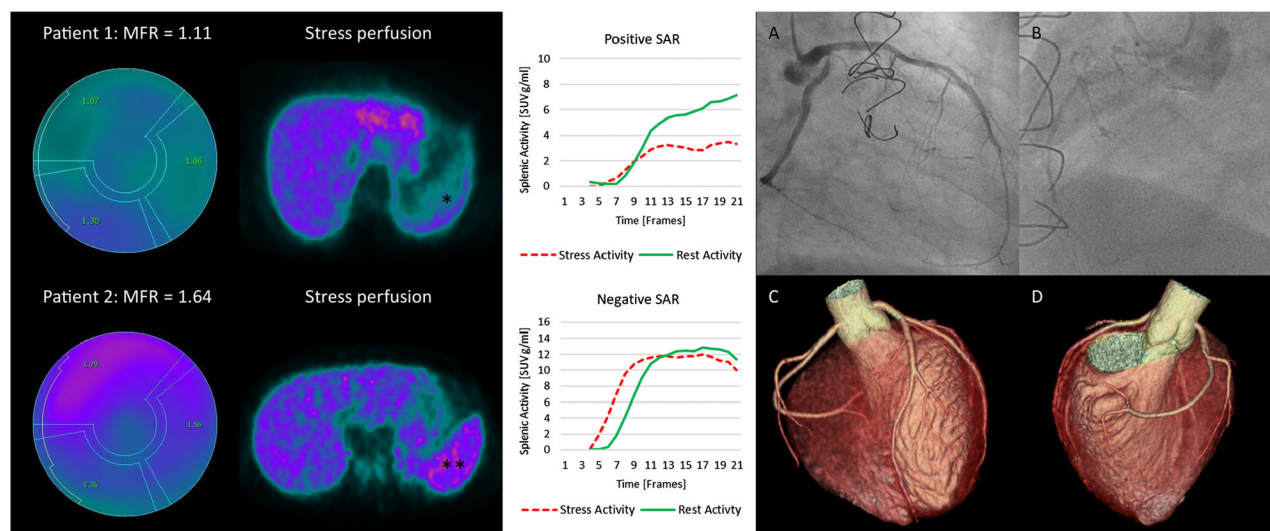 Patient 1: MFR = 1.11
1.07
1.06
1.30
Stress perfusion
*
Positive SAR
Splenic Activity [SUV g/ml]
10
8
6
4
2
0
1 3 5 7 9 11 13 15 17 19 21
Time [Frames]
Stress Activity Rest Activity
Patient 2: MFR = 1.64
1.79
1.56
1.36
Stress perfusion
**
Negative SAR
Splenic Activity [SUV g/ml]
16
14
12
10
8
6
4
2
0
1 3 5 7 9 11 13 15 17 19 21
Time [Frames]
Stress Activity Rest Activity
A
B
C
D